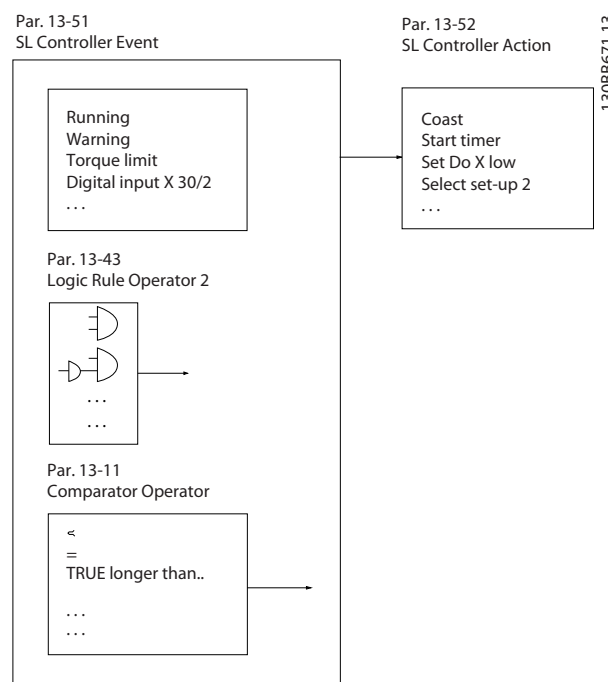 Par. 13-51
SL Controller Event
Par. 13-52
SL Controller Action
130BB671.13
Running
Warning
Torque limit
Digital input X 30/2
. . .
Coast
Start timer
Set Do X low
Select set-up 2
. . .
Par. 13-43
Logic Rule Operator 2
. . .
. . .
Par. 13-11
Comparator Operator
=
TRUE longer than..
. . .
. . .